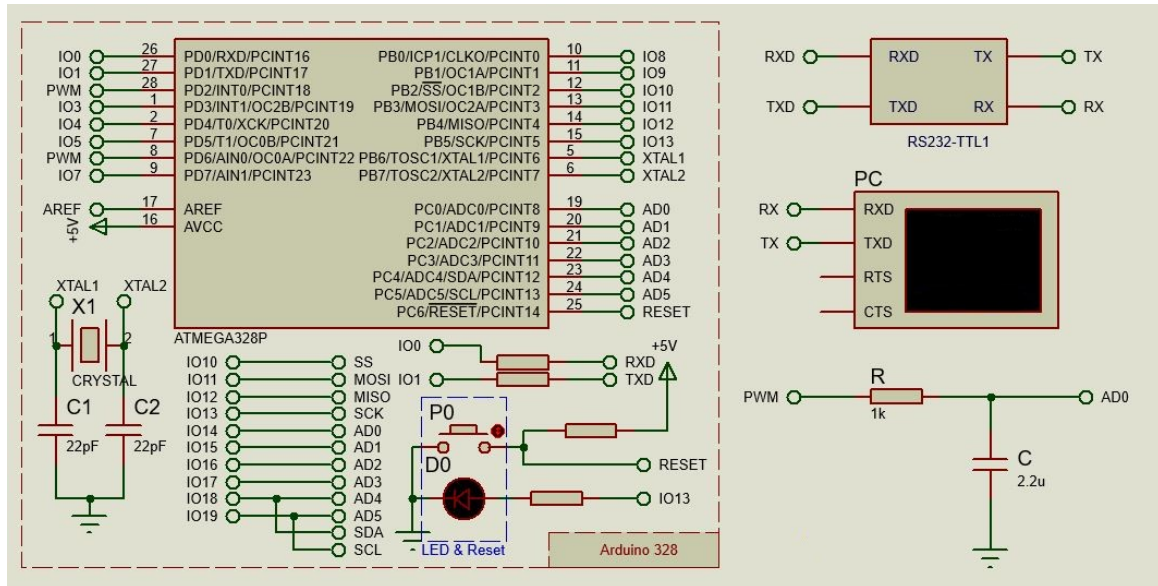 IO0 26 PD0/RXD/PCINT16 PB0/ICP1/CLKO/PCINT0 10 IO8
IO1 27 PD1/TXD/PCINT17 PB1/OC1A/PCINT1 11 IO9
PWM 28 PD2/INT0/PCINT18 PB2/SS/OC1B/PCINT2 12 IO10
IO3 1 PD3/INT1/OC2B/PCINT19 PB3/MOSI/OC2A/PCINT3 13 IO11
IO4 2 PD4/T0/XCK/PCINT20 PB4/MISO/PCINT4 14 IO12
IO5 7 PD5/T1/OC0B/PCINT21 PB5/SCK/PCINT5 15 IO13
PWM 8 PD6/AIN0/OC0A/PCINT22 PB6/TOSC1/XTAL1/PCINT6 5 XTAL1
IO7 9 PD7/AIN1/PCINT23 PB7/TOSC2/XTAL2/PCINT7 6 XTAL2
AREF 17 AREF PC0/ADC0/PCINT8 19 AD0
+5V 16 AVCC PC1/ADC1/PCINT9 20 AD1
PC2/ADC2/PCINT10 21 AD2
PC3/ADC3/PCINT11 22 AD3
PC4/ADC4/SDA/PCINT12 23 AD4
PC5/ADC5/SCL/PCINT13 24 AD5
PC6/RESET/PCINT14 25 RESET
ATMEGA328P
XTAL1 XTAL2
X1
1 2
CRYSTAL
C1 C2
22pF 22pF
IO10 SS
IO11 MOSI
IO12 MISO
IO13 SCK
IO14 AD0
IO15 AD1
IO16 AD2
IO17 AD3
IO18 AD4
IO19 AD5
SDA
SCL
IO0 RXD
IO1 TXD
+5V
P0
RESET
D0
IO13
LED & Reset
Arduino 328
RXD RXD TX TX
TXD TXD RX RX
RS232-TTL1
PC
RX RXD
TX TXD
RTS
CTS
PWM R AD0
1k
C
2.2u